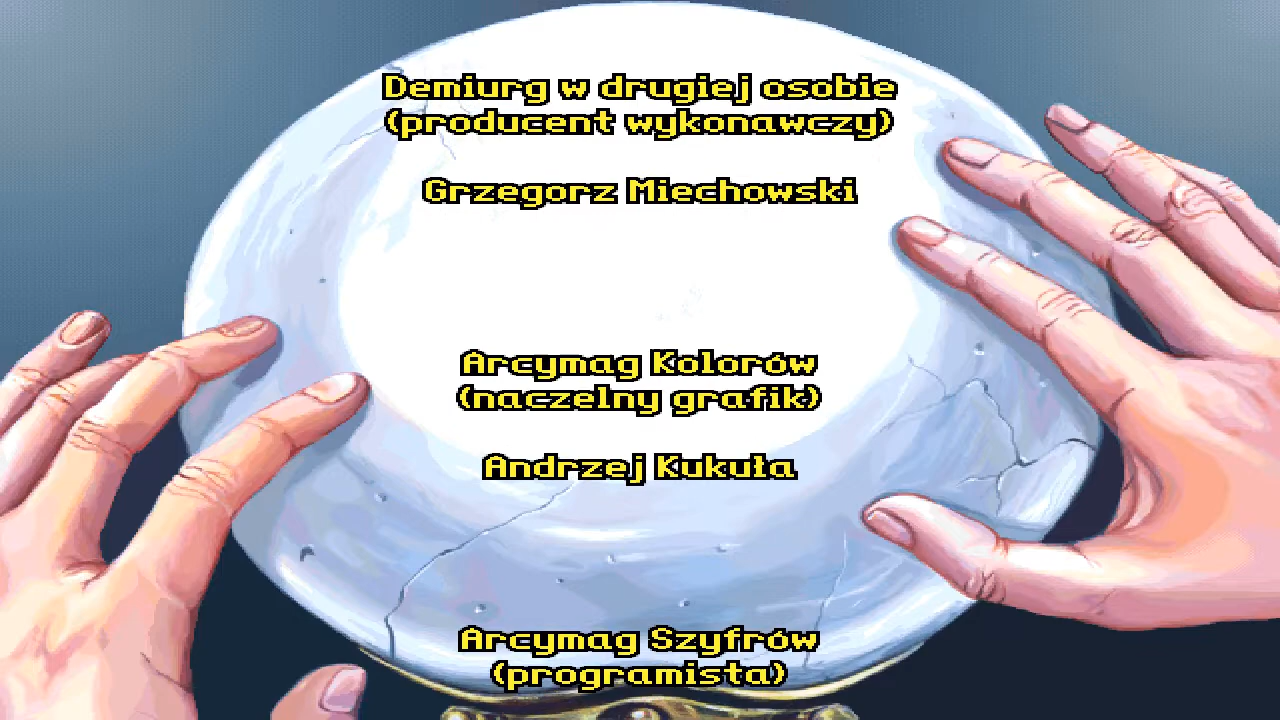 Demiurg w drugiej osobie
(producent wykonawczy)
Grzegorz Miechowski
Arcymag Kolorów
(naczelny grafik)
Andrzej Kukuła
Arcymag Szyfrów
(programista)